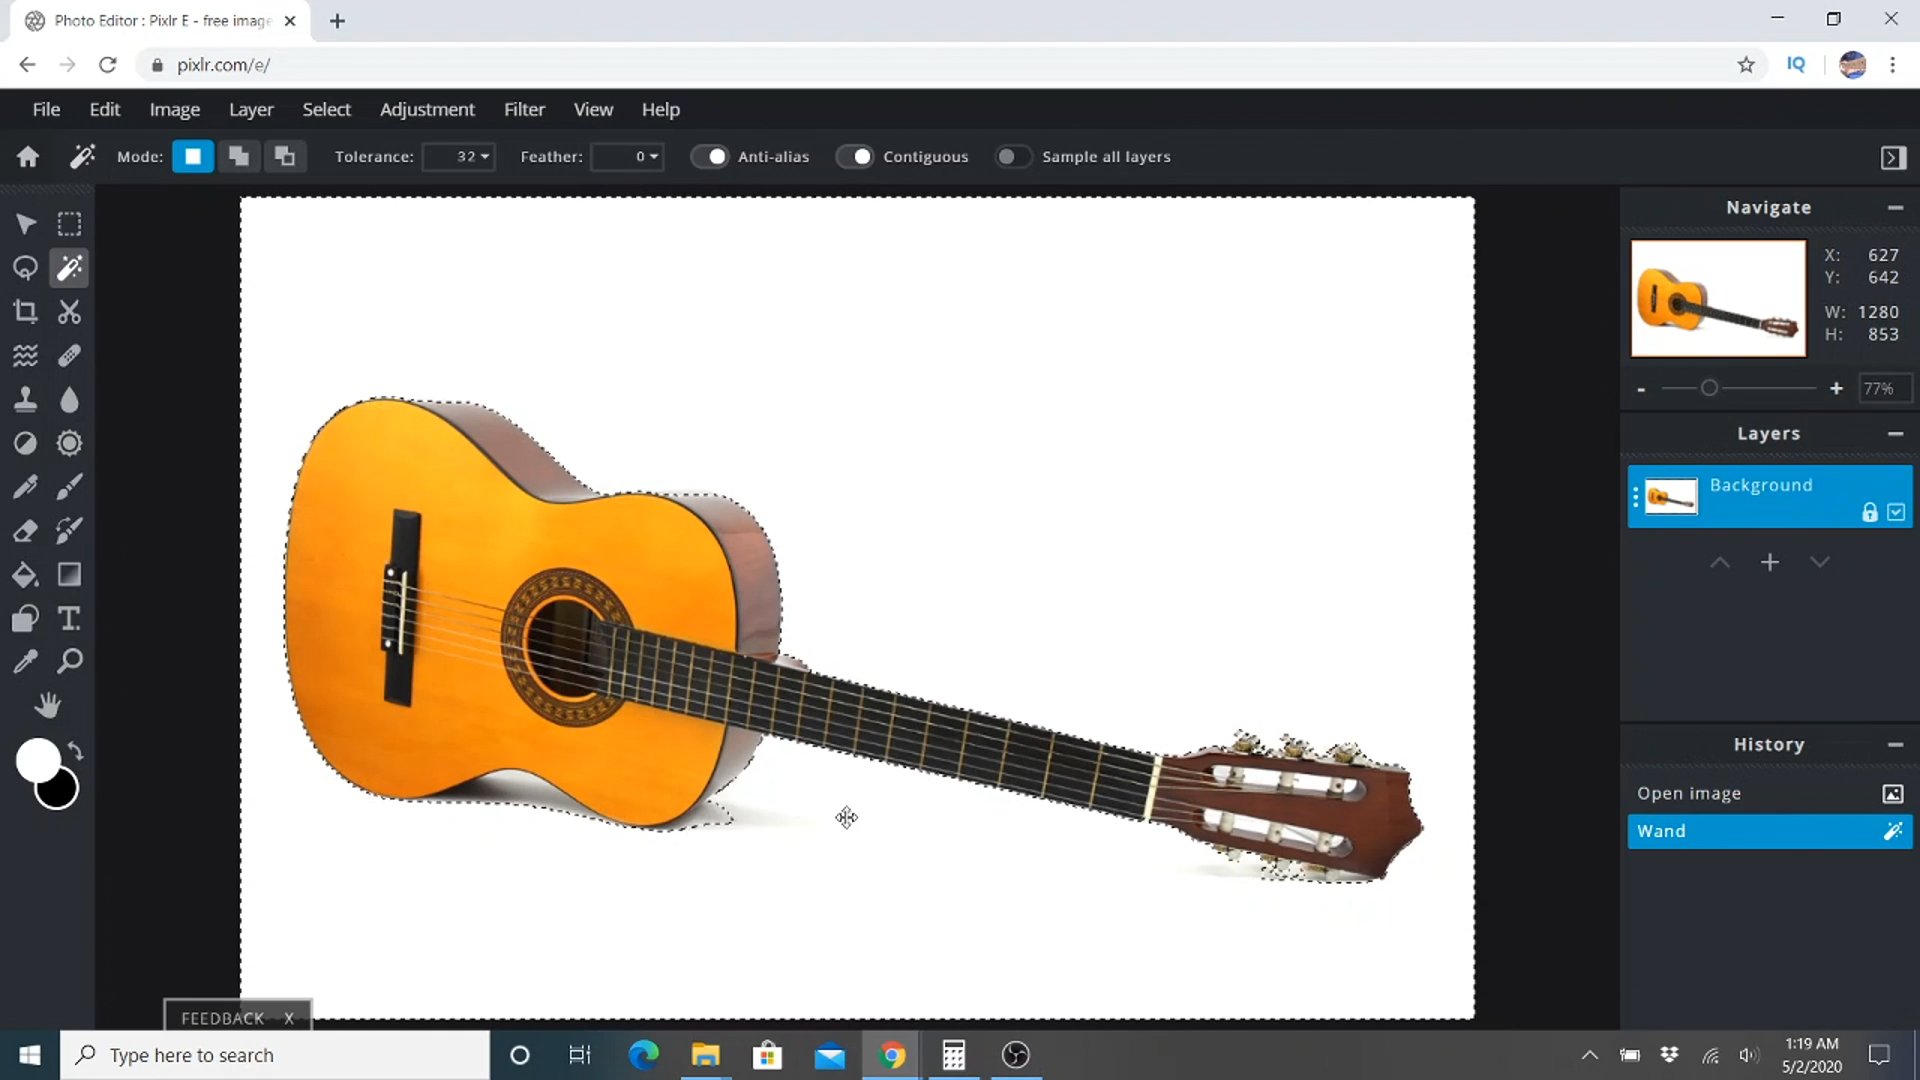 Photo Editor : Pixlr E - free image
pixlr.com/e/
IQ
File Edit Image Layer Select Adjustment Filter View Help
Mode: Tolerance: 32 Feather: 0 Anti-alias Contiguous Sample all layers
Navigate
X: 627
Y: 642
W: 1280
H: 853
- + 77%
Layers
Background
History
Open image
Wand
T.
FEEDBACK X
Type here to search
1:19 AM
5/2/2020